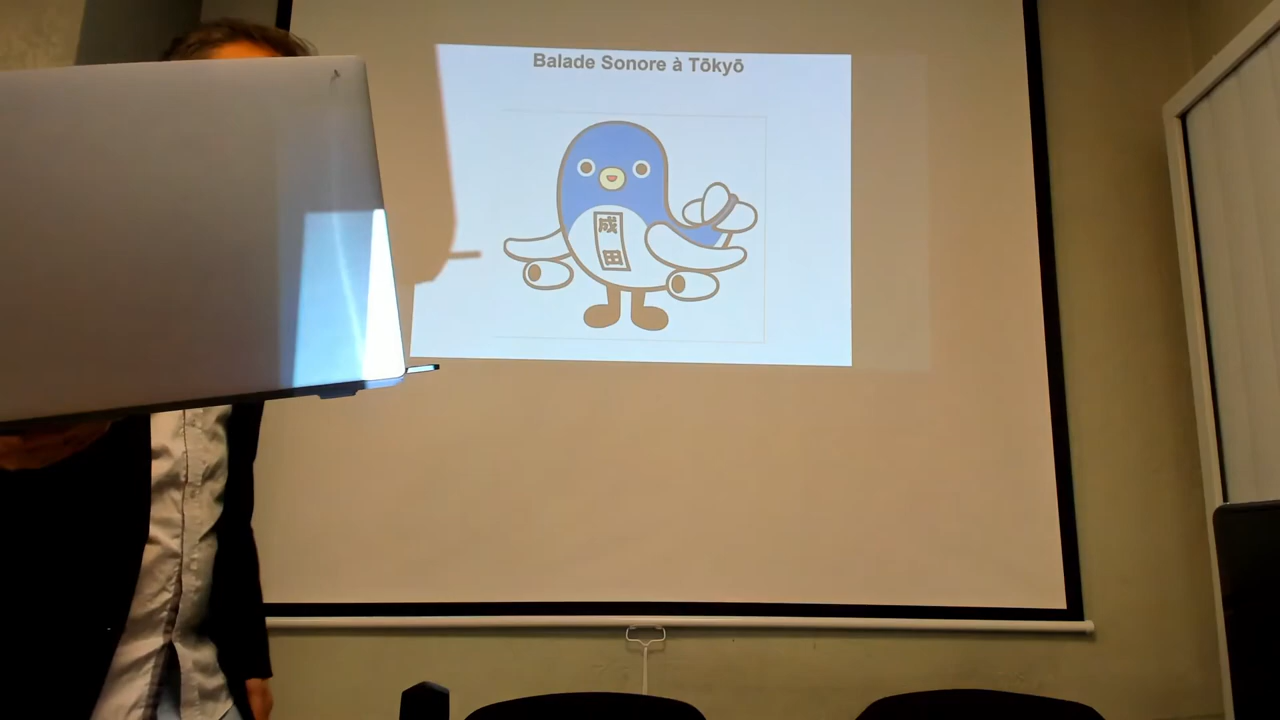 Balade Sonore à Tōkyō
成
田